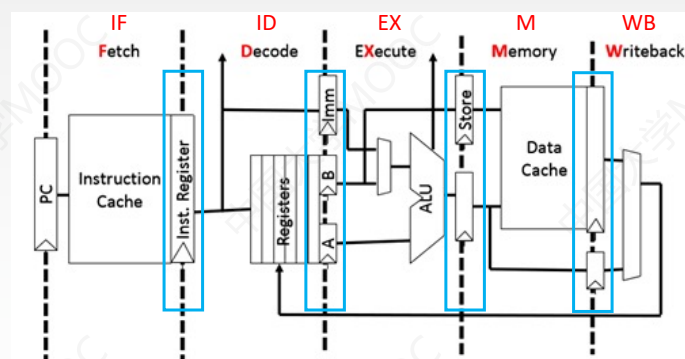 IF ID EX M WB
Fetch Decode EXecute Memory Writeback
PC
Instruction
Cache
Inst. Register
Registers
Imm
B
A
ALU
Store
Data
Cache